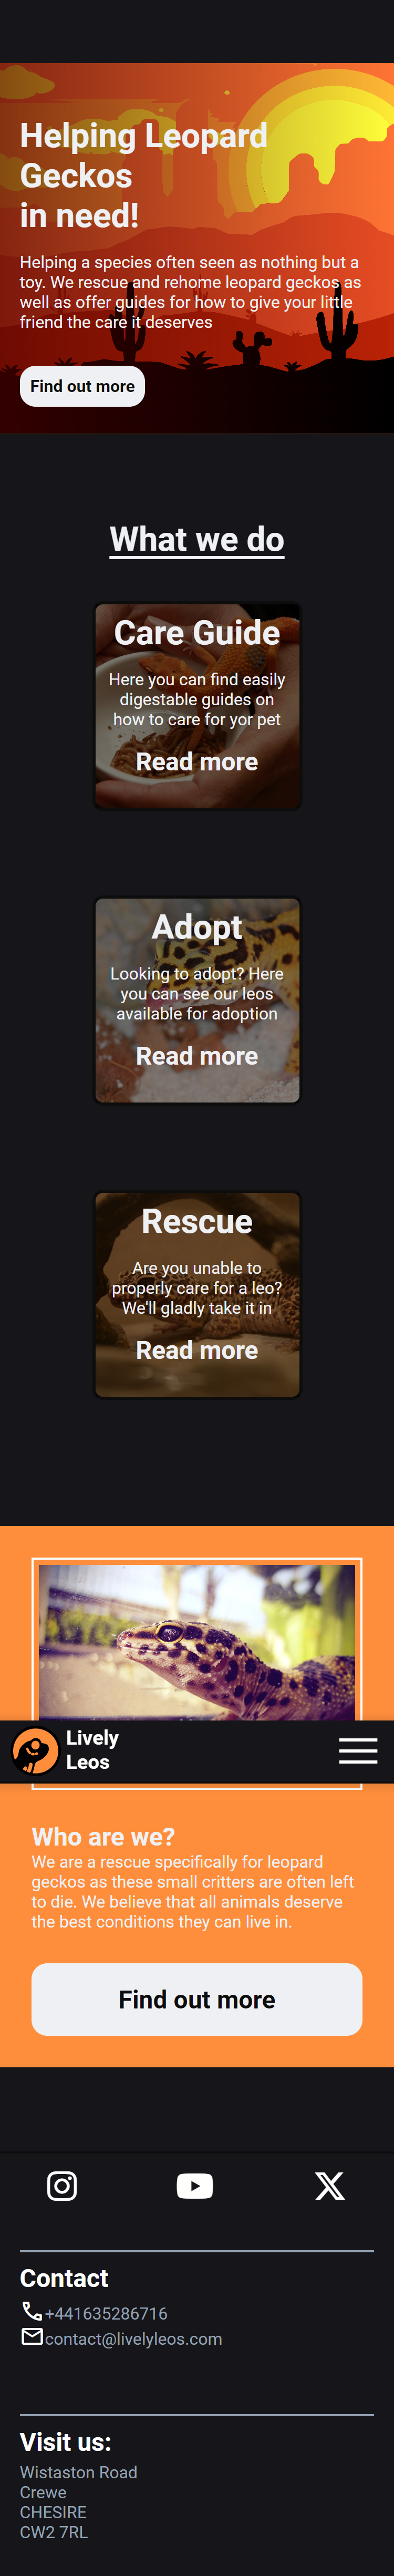 Helping Leopard
Geckos
in need!
Helping a species often seen as nothing but a
toy. We rescue and rehome leopard geckos as
well as offer guides for how to give your little
friend the care it deserves
Find out more
What we do
Care Guide
Here you can find easily
digestable guides on
how to care for yor pet
Read more
Adopt
Looking to adopt? Here
you can see our leos
available for adoption
Read more
Rescue
Are you unable to
properly care for a leo?
We'll gladly take it in
Read more
Lively
Leos
Who are we?
We are a rescue specifically for leopard
geckos as these small critters are often left
to die. We believe that all animals deserve
the best conditions they can live in.
Find out more
Contact
+441635286716
contact@livelyleos.com
Visit us:
Wistaston Road
Crewe
CHESIRE
CW2 7RL